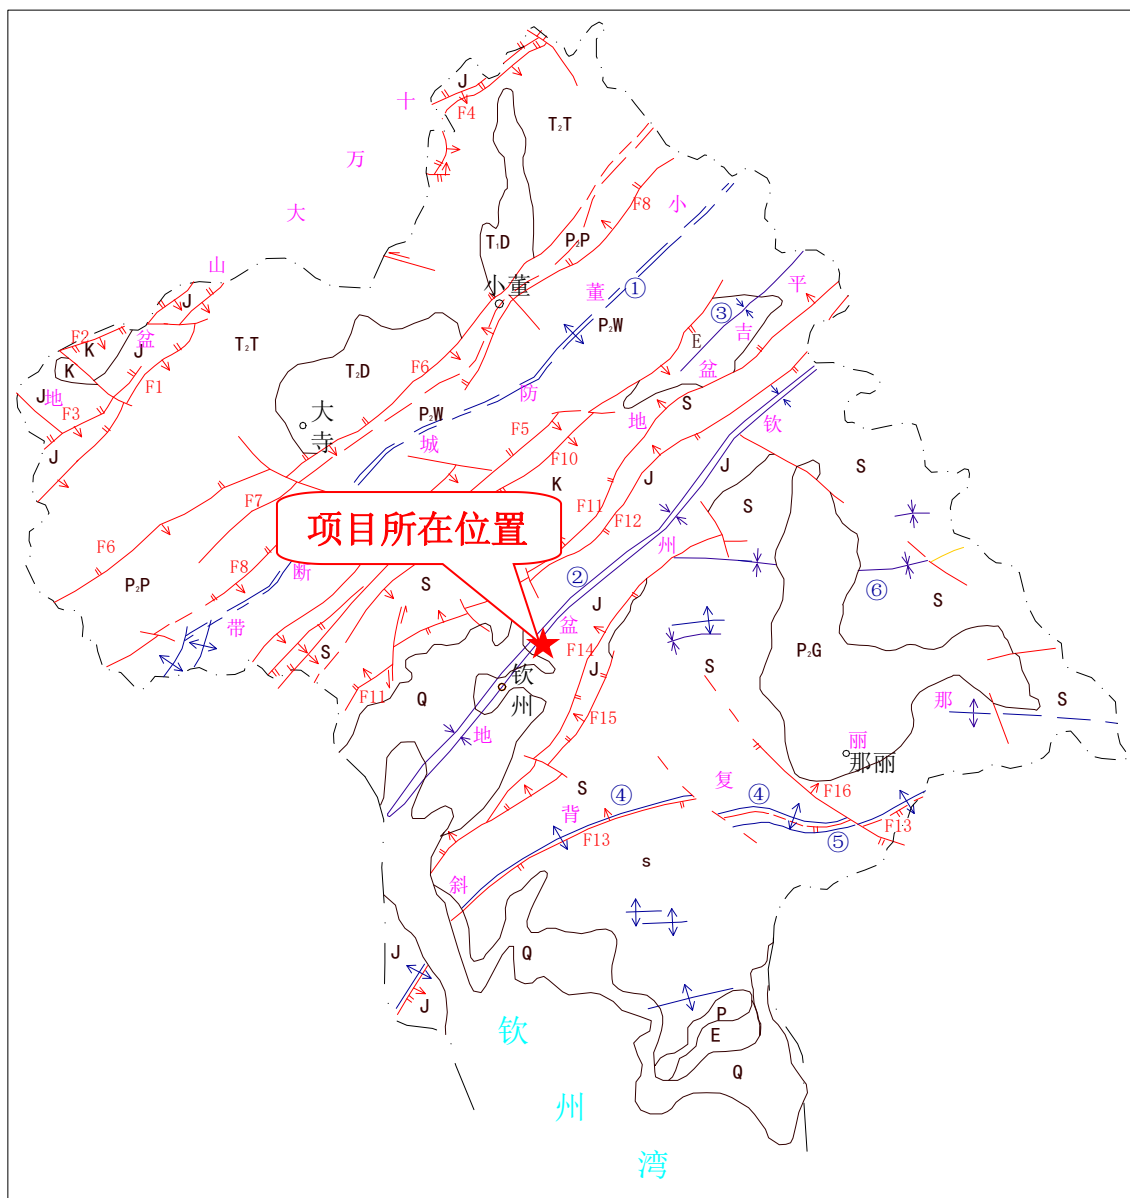 J
十
F4
T₂T
万
大
小
F8
T₁D
P₂P
山
小董
平
J
董
①
③
吉
P₂W
F2
K
盆
J
E
盆
T₂T
K
T₂D
F6
F1
J
地
防
S
F3
大寺
P₂W
地
钦
城
F5
J
F10
J
S
S
K
F7
F11
J
项目所在位置
F12
州
F6
F8
断
②
⑥
P₂P
S
J
S
带
盆
S
F14
P₂G
S
J
F11
Q
钦州
那
S
F15
地
丽
那丽
S
④
复
④
F16
背
F13
F13
⑤
s
斜
J
Q
J
P
E
钦
Q
州
湾